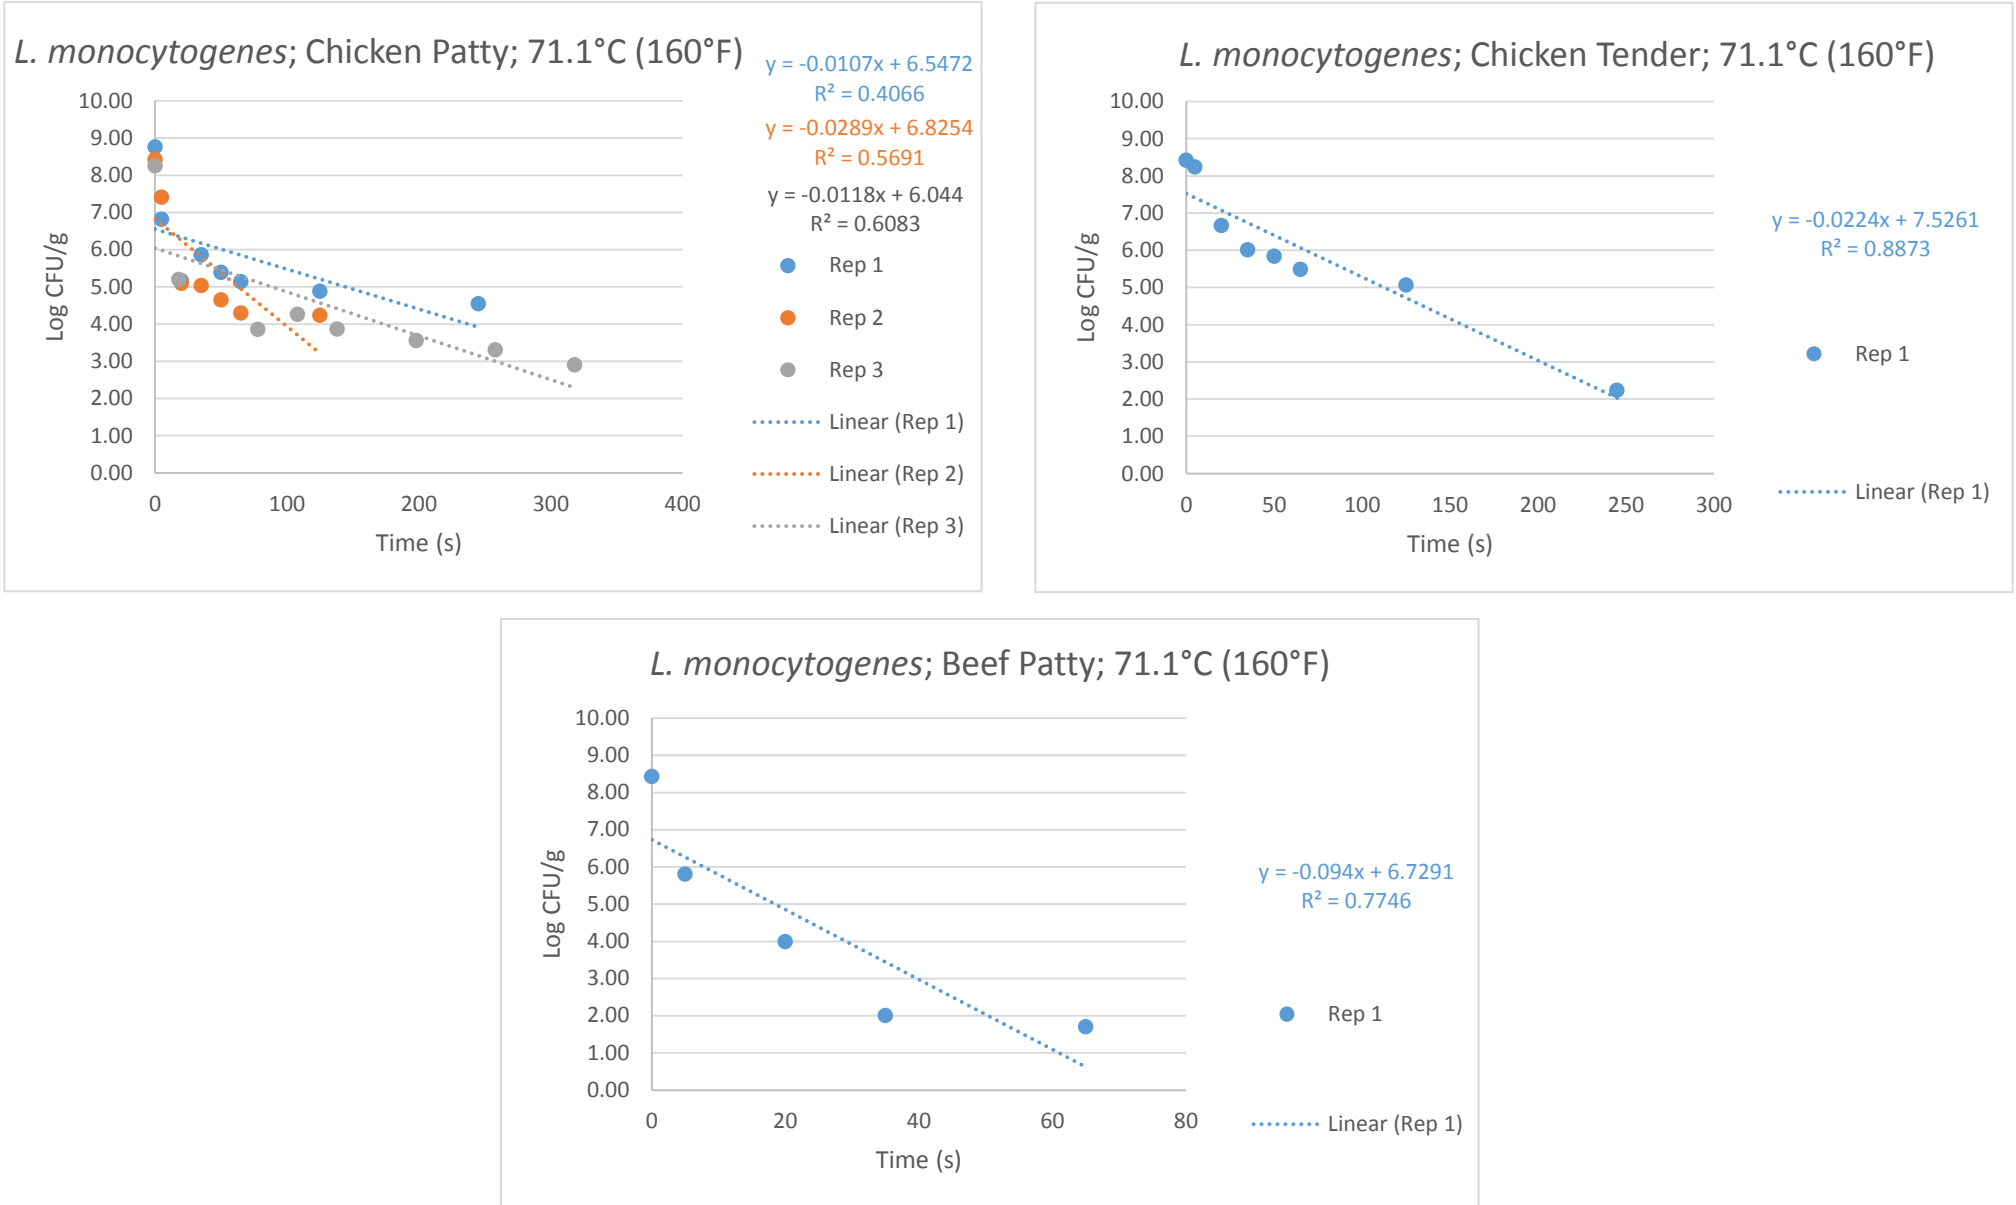 L. monocytogenes; Chicken Patty; 71.1°C (160°F)
y = -0.0107x + 6.5472
R² = 0.4066
y = -0.0289x + 6.8254
R² = 0.5691
y = -0.0118x + 6.044
R² = 0.6083
10.00
9.00
8.00
7.00
6.00
5.00
4.00
3.00
2.00
1.00
0.00
Log CFU/g
0 100 200 300 400
Time (s)
Rep 1
Rep 2
Rep 3
Linear (Rep 1)
Linear (Rep 2)
Linear (Rep 3)
L. monocytogenes; Chicken Tender; 71.1°C (160°F)
10.00
9.00
8.00
7.00
6.00
5.00
4.00
3.00
2.00
1.00
0.00
Log CFU/g
0 50 100 150 200 250 300
Time (s)
y = -0.0224x + 7.5261
R² = 0.8873
Rep 1
Linear (Rep 1)
L. monocytogenes; Beef Patty; 71.1°C (160°F)
10.00
9.00
8.00
7.00
6.00
5.00
4.00
3.00
2.00
1.00
0.00
Log CFU/g
0 20 40 60 80
Time (s)
y = -0.094x + 6.7291
R² = 0.7746
Rep 1
Linear (Rep 1)